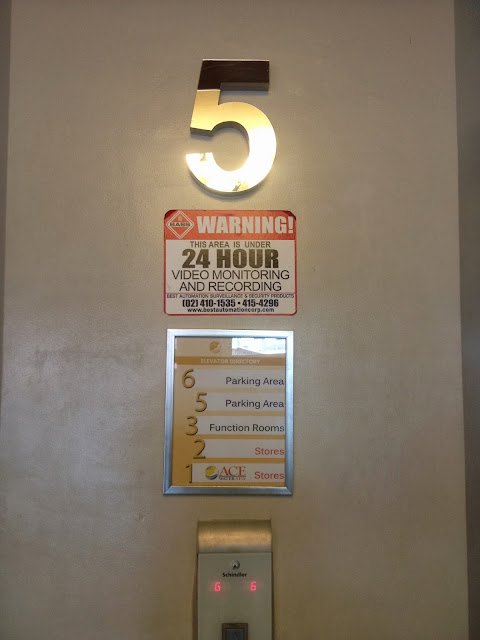 5
BASS WARNING!
THIS AREA IS UNDER
24 HOUR
VIDEO MONITORING
AND RECORDING
BEST AUTOMATION SURVEILLANCE & SECURITY PRODUCTS
(02) 410-1535 • 415-4296
www.bestautomationcorp.com
ELEVATOR DIRECTORY
6 Parking Area
5 Parking Area
3 Function Rooms
2 Stores
1 ACE Stores
Schindler
G 6